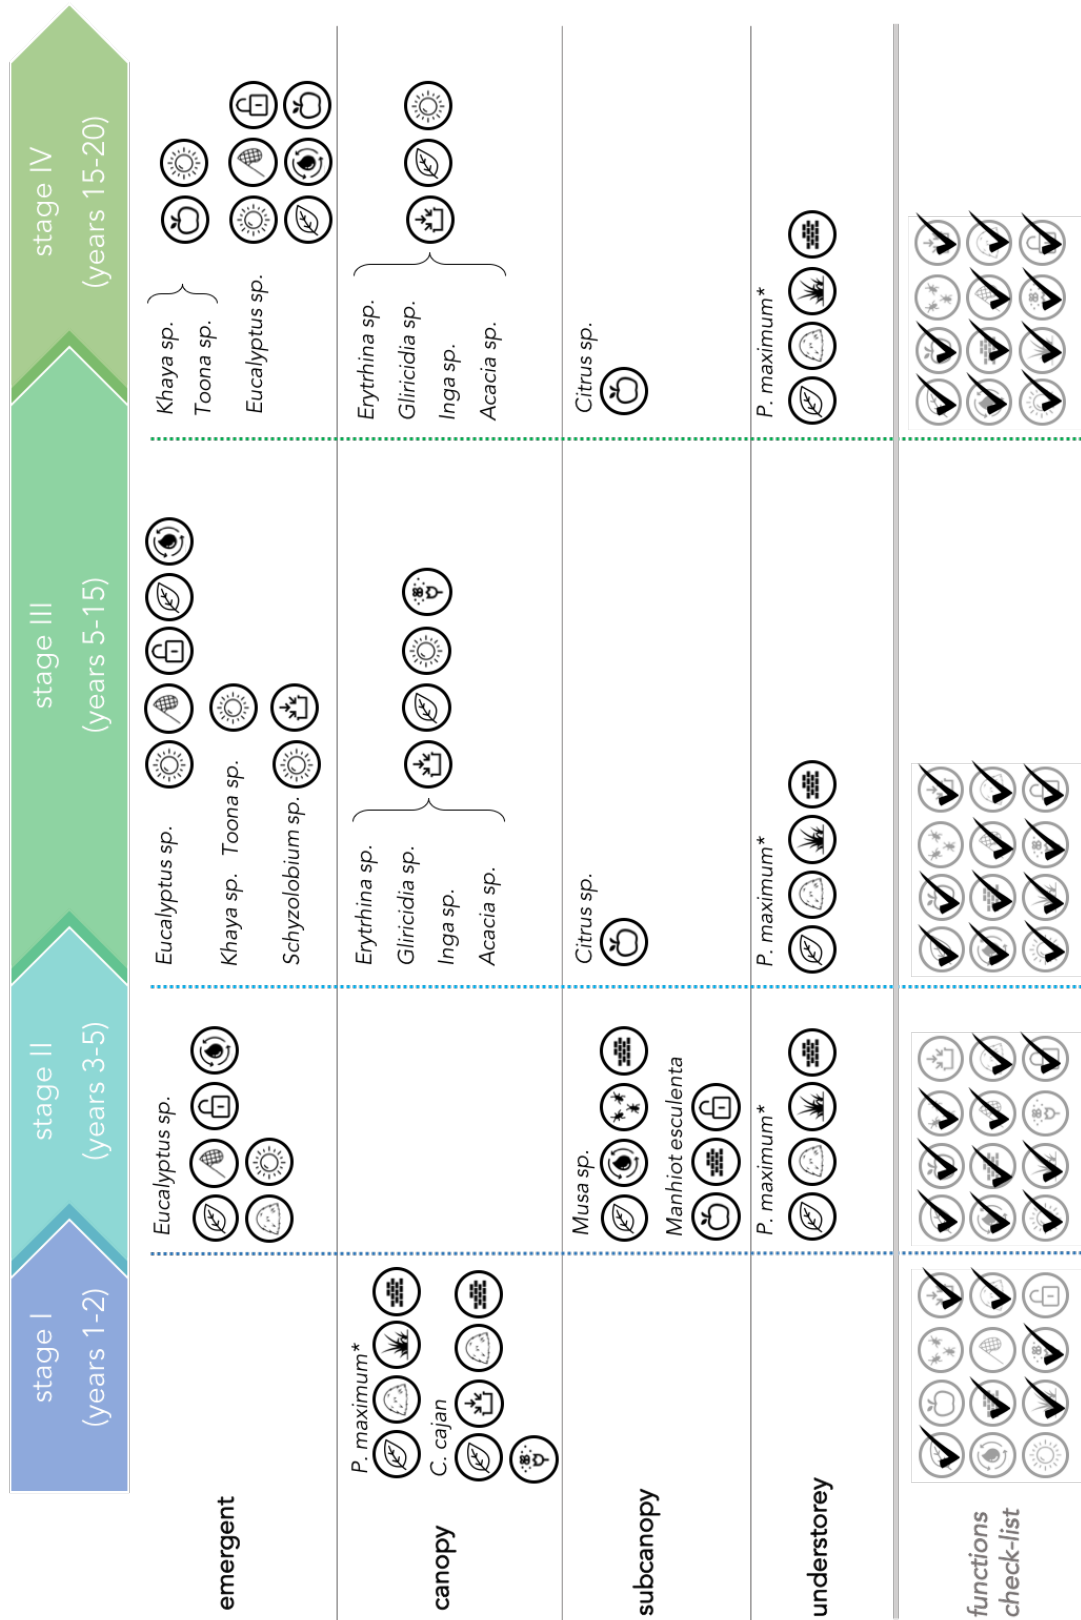 stage I
(years 1-2)
stage II
(years 3-5)
stage III
(years 5-15)
stage IV
(years 15-20)
emergent
Eucalyptus sp.
Eucalyptus sp.
Khaya sp. Toona sp.
Schyzolobium sp.
Khaya sp.
Toona sp.
Eucalyptus sp.
canopy
P. maximum*
C. cajan
Erytrhina sp.
Gliricidia sp.
Inga sp.
Acacia sp.
Erytrhina sp.
Gliricidia sp.
Inga sp.
Acacia sp.
subcanopy
Musa sp.
Manhiot esculenta
Citrus sp.
Citrus sp.
understorey
P. maximum*
P. maximum*
P. maximum*
functions
check-list